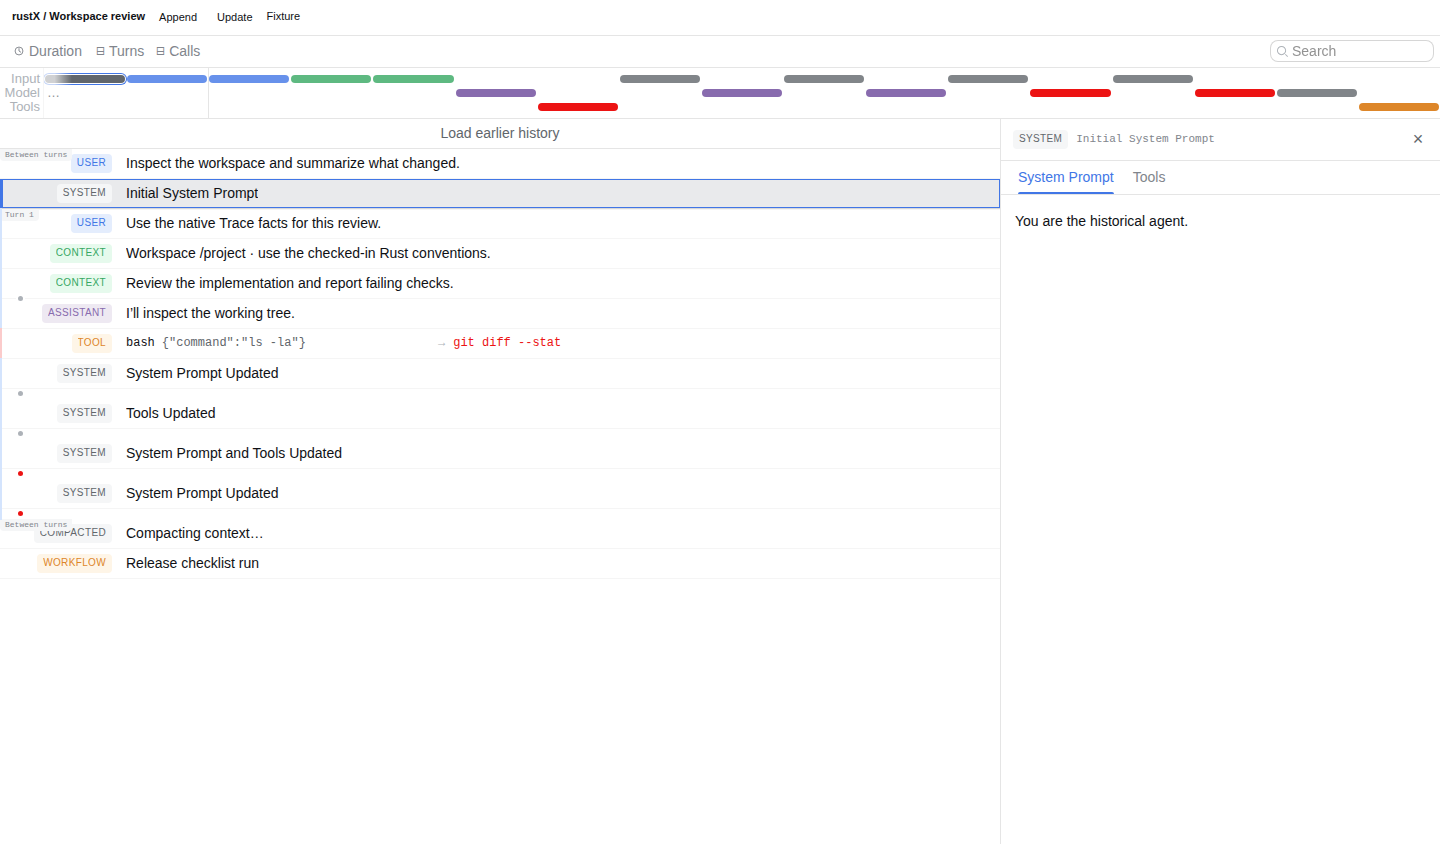 rustX / Workspace review Append Update Fixture
Duration Turns Calls Search
Input
Model …
Tools
Load earlier history
SYSTEM Initial System Prompt ×
Between turns
USER Inspect the workspace and summarize what changed.
SYSTEM Initial System Prompt
System Prompt Tools
Turn 1
USER Use the native Trace facts for this review.
You are the historical agent.
CONTEXT Workspace /project · use the checked-in Rust conventions.
CONTEXT Review the implementation and report failing checks.
ASSISTANT I’ll inspect the working tree.
TOOL bash {"command":"ls -la"} → git diff --stat
SYSTEM System Prompt Updated
SYSTEM Tools Updated
SYSTEM System Prompt and Tools Updated
SYSTEM System Prompt Updated
Between turns
COMPACTED Compacting context…
WORKFLOW Release checklist run